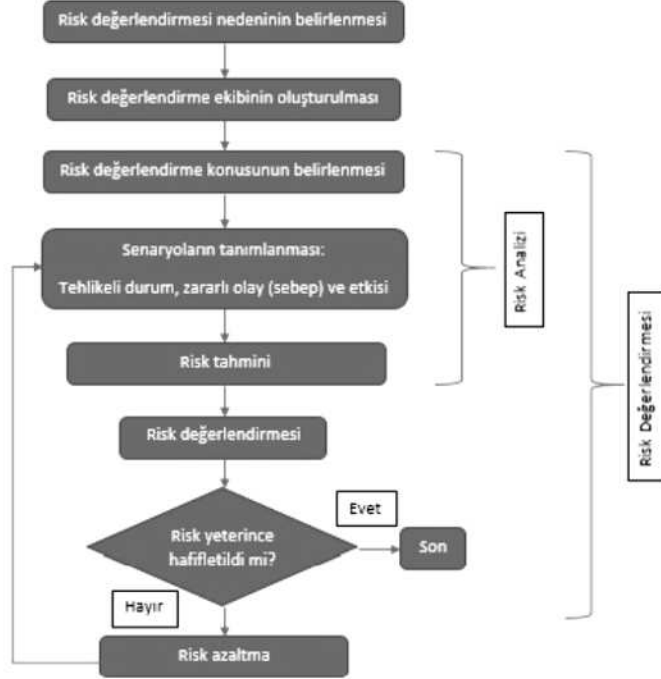 Risk değerlendirmesi nedeninin belirlenmesi
Risk değerlendirme ekibinin oluşturulması
Risk değerlendirme konusunun belirlenmesi
Senaryoların tanımlanması:
Tehlikeli durum, zararlı olay (sebep) ve etkisi
Risk tahmini
Risk Analizi
Risk değerlendirmesi
Risk Değerlendirmesi
Risk yeterince
hafifletildi mi?
Evet
Son
Hayır
Risk azaltma